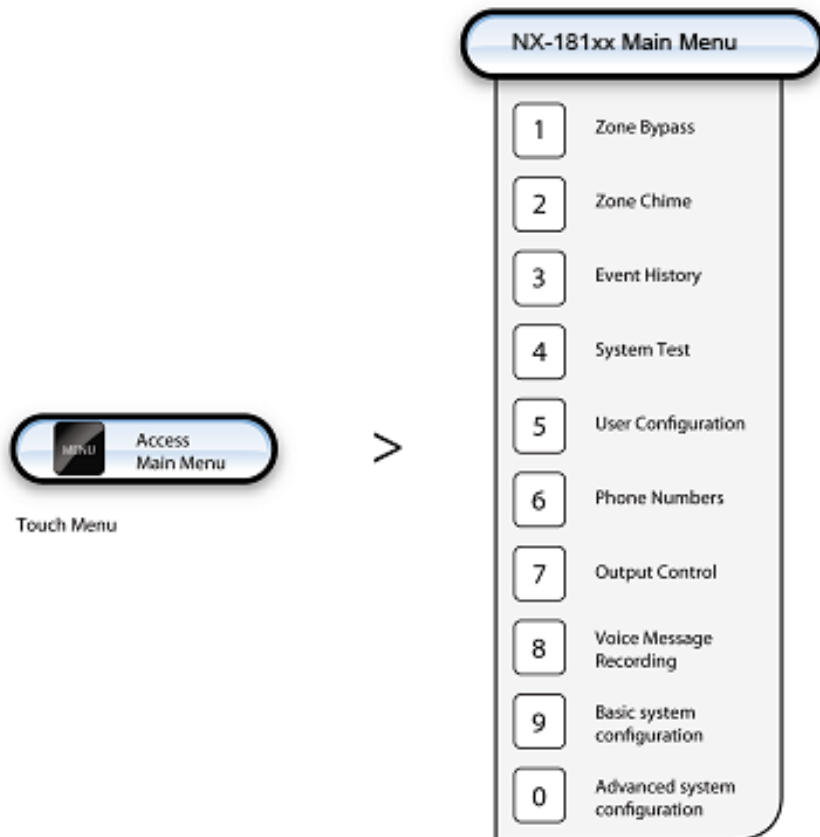 NX-181xx Main Menu
1 Zone Bypass
2 Zone Chime
3 Event History
4 System Test
5 User Configuration
6 Phone Numbers
7 Output Control
8 Voice Message
Recording
9 Basic system
configuration
0 Advanced system
configuration
MENU Access
Main Menu
>
Touch Menu